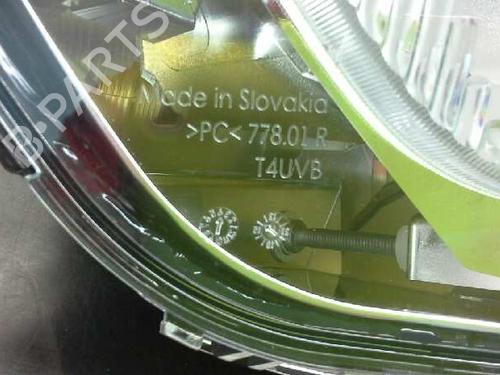 B-PARTS
Made in Slovakia
>PC< 778.01 R
T4UVB